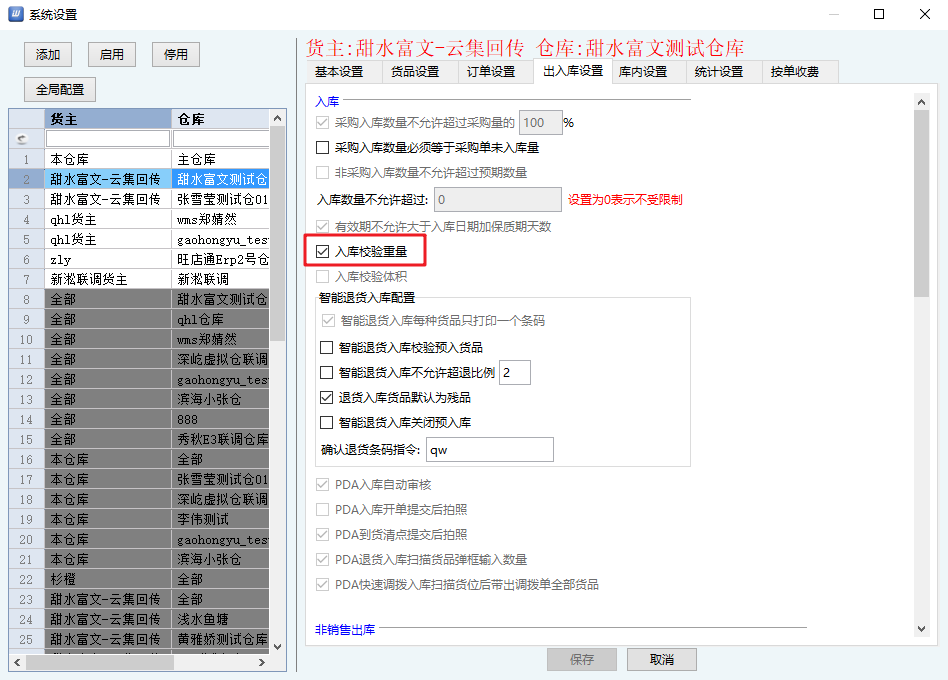 系统设置
添加 启用 停用
全局配置
货主 仓库
1 本仓库 主仓库
2 甜水富文-云集回传 甜水富文测试仓
3 甜水富文-云集回传 张雪莹测试仓01
4 qhl货主 wms郑婧然
5 qhl货主 gaohongyu_tes
6 zly 旺店通Erp2号仓
7 新淞联调货主 新淞联调
8 全部 甜水富文测试仓
9 全部 qhl仓库
10 全部 wms郑婧然
11 全部 深屹虚拟仓联调
12 全部 gaohongyu_tes
13 全部 滨海小张仓
14 全部 888
15 全部 秀秋E3联调仓库
16 本仓库 全部
17 本仓库 张雪莹测试仓01
18 本仓库 深屹虚拟仓联调
19 本仓库 李伟测试
20 本仓库 gaohongyu_tes
21 本仓库 滨海小张仓
22 杉橙 全部
23 甜水富文-云集回传 全部
24 甜水富文-云集回传 浅水鱼塘
25 甜水富文-云集回传 黄雅娇测试仓库
货主:甜水富文-云集回传 仓库:甜水富文测试仓库
基本设置 货品设置 订单设置 出入库设置 库内设置 统计设置 按单收费
入库
采购入库数量不允许超过采购量的 100 %
采购入库数量必须等于采购单未入库量
非采购入库数量不允许超过预期数量
入库数量不允许超过: 0 设置为0表示不受限制
有效期不允许大于入库日期加保质期天数
入库校验重量
入库校验体积
智能退货入库配置
智能退货入库每种货品只打印一个条码
智能退货入库校验预入货品
智能退货入库不允许超退比例 2
退货入库货品默认为残品
智能退货入库关闭预入库
确认退货条码指令: qw
PDA入库自动审核
PDA入库开单提交后拍照
PDA到货清点提交后拍照
PDA退货入库扫描货品弹框输入数量
PDA快速调拨入库扫描货位后带出调拨单全部货品
非销售出库
保存 取消